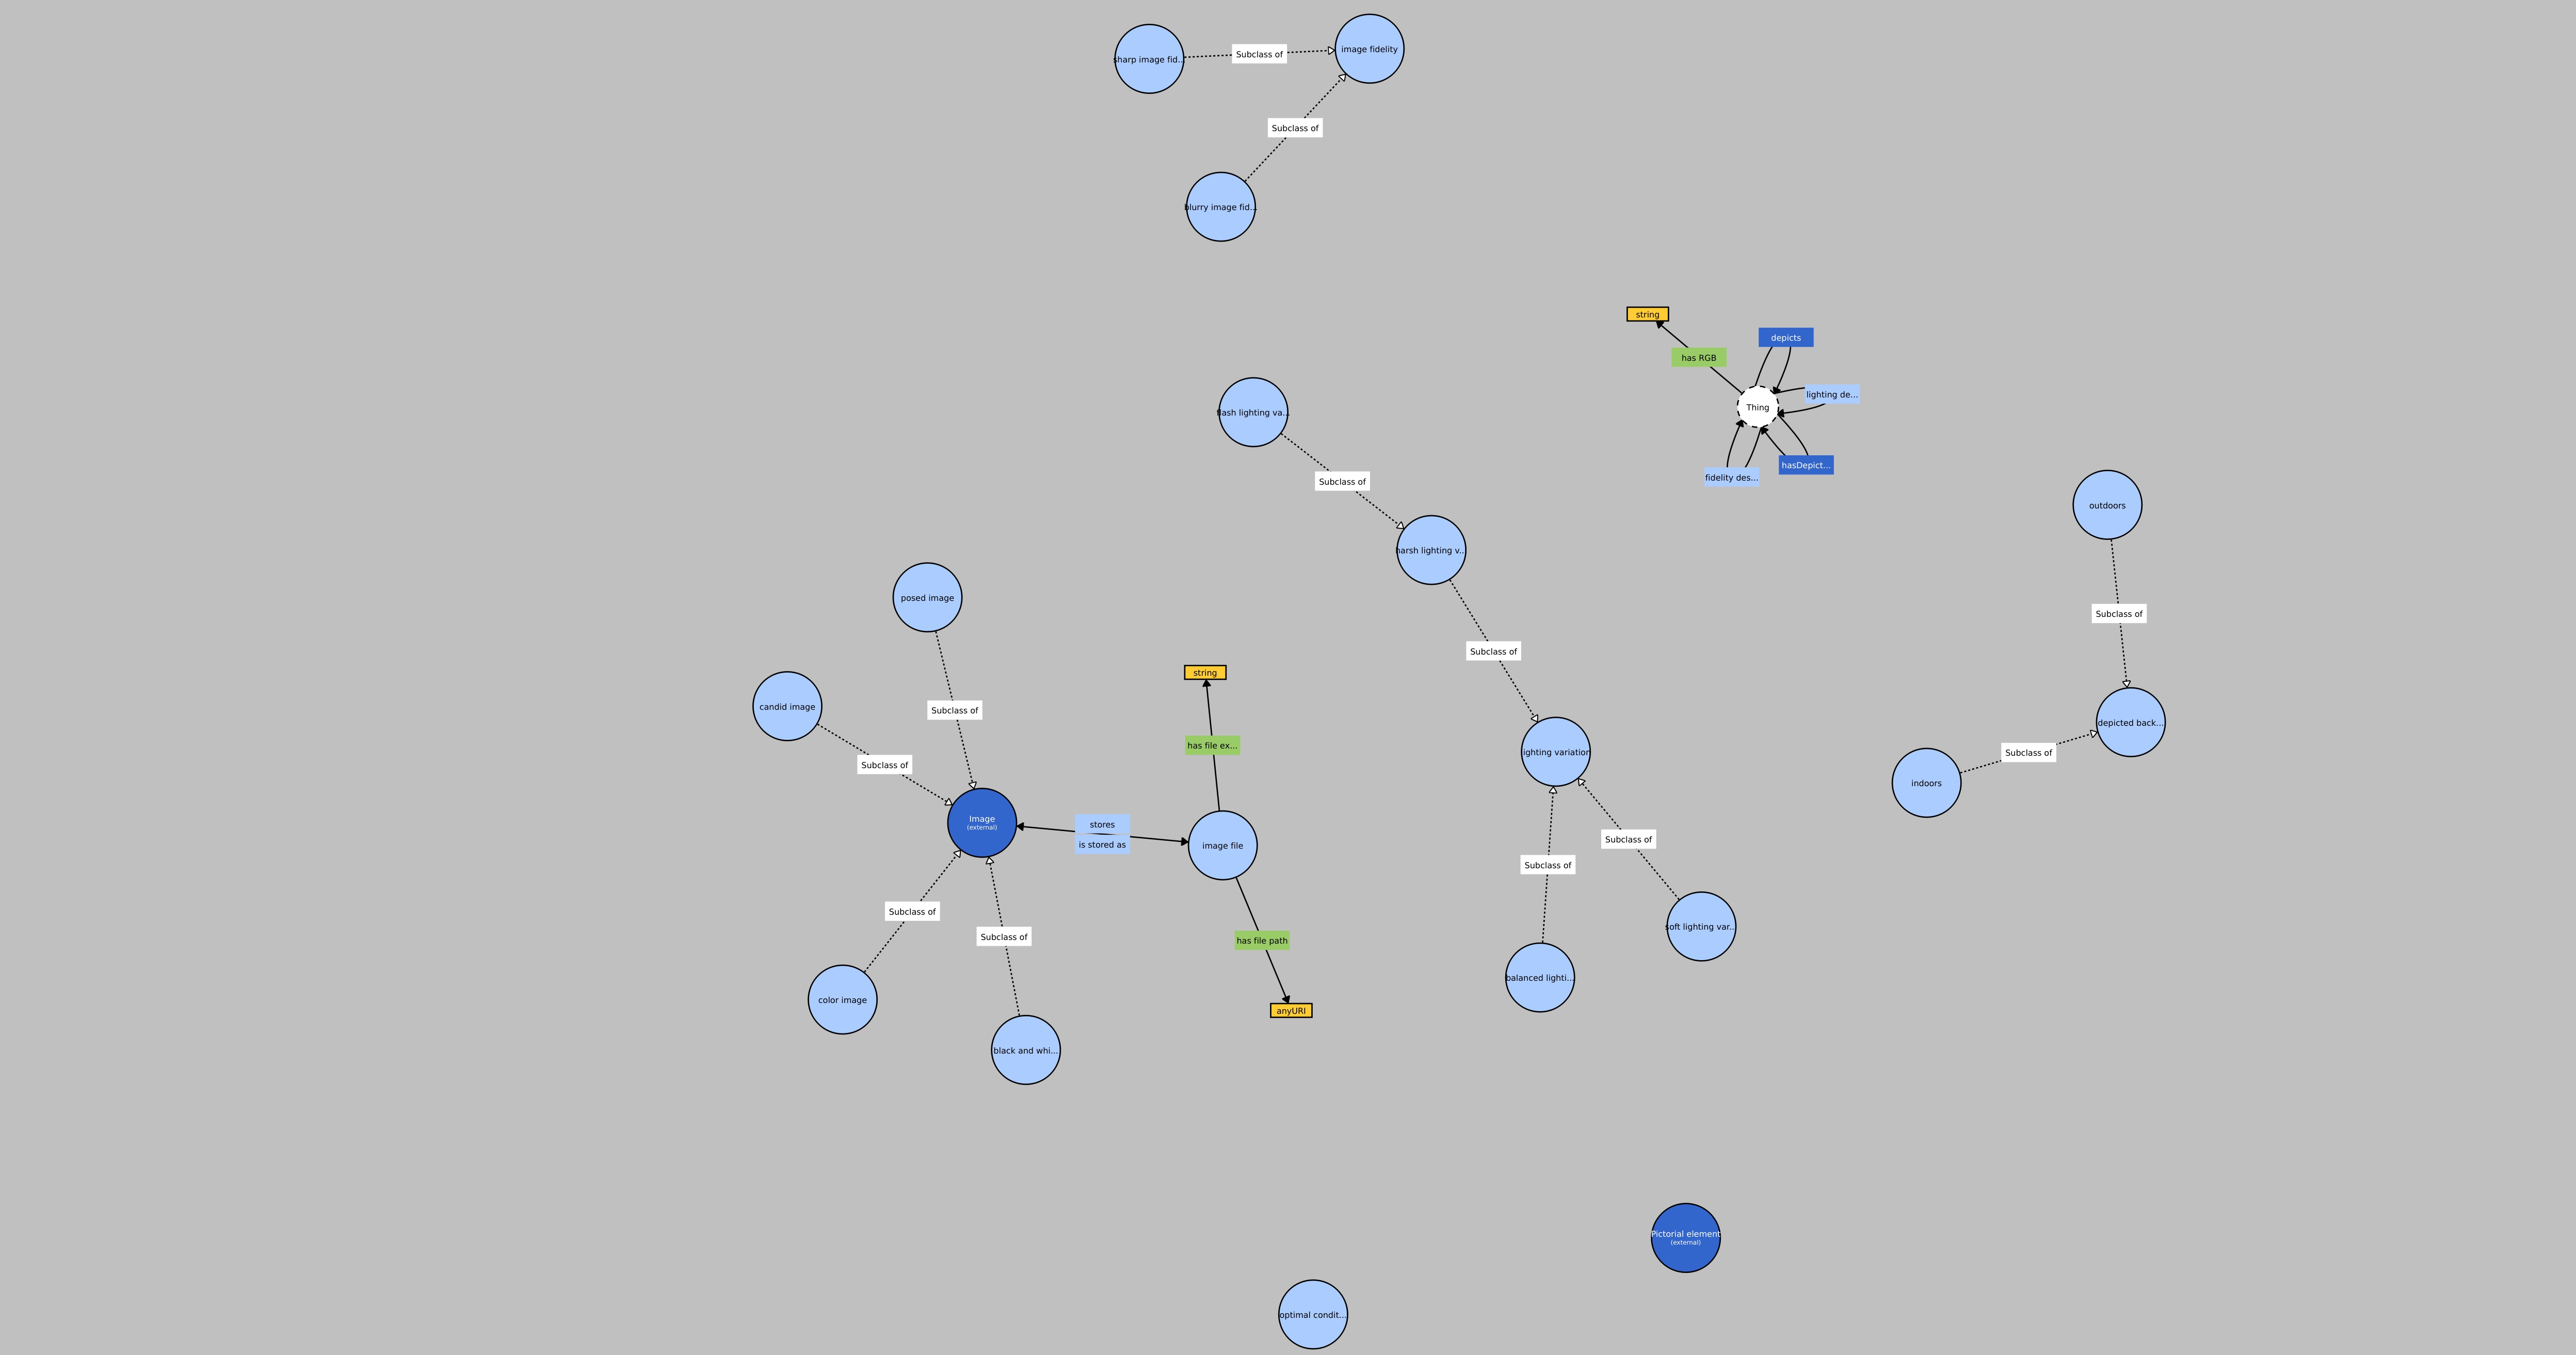 image fidelity
Subclass of
sharp image fid...
Subclass of
blurry image fid...
string
depicts
has RGB
lighting de...
Thing
flash lighting va...
hasDepict...
fidelity des...
Subclass of
outdoors
harsh lighting v...
posed image
Subclass of
Subclass of
string
candid image
Subclass of
depicted back...
has file ex...
lighting variation
Subclass of
Subclass of
indoors
Image
(external)
stores
is stored as
image file
Subclass of
Subclass of
Subclass of
soft lighting var...
Subclass of
has file path
balanced lighti...
color image
anyURI
black and whi...
Pictorial element
(external)
optimal condit...